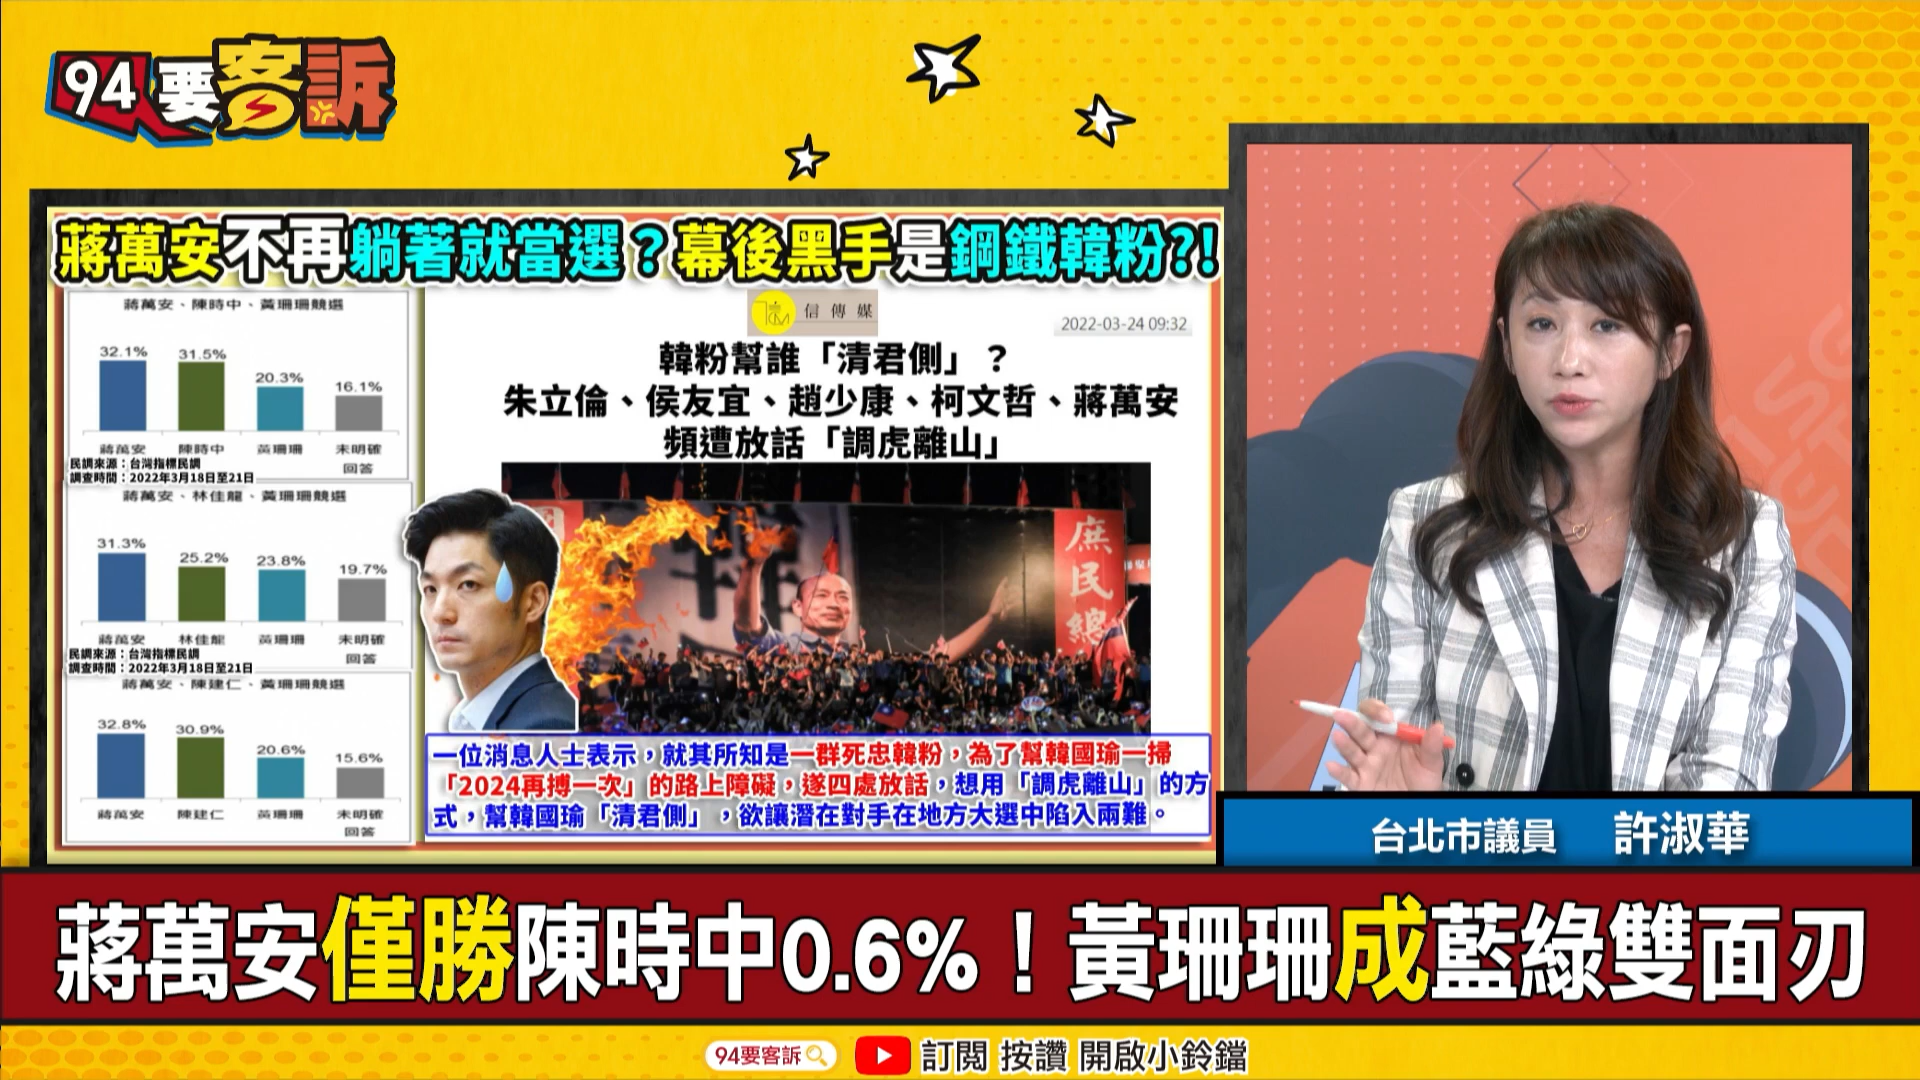 94要客訴
蔣萬安不再躺著就當選？幕後黑手是鋼鐵韓粉?!
蔣萬安、陳時中、黃珊珊競選
32.1%
31.5%
20.3%
16.1%
蔣萬安
陳時中
黃珊珊
未明確
回答
民調來源：台灣指標民調
調查時間：2022年3月18日至21日
蔣萬安、林佳龍、黃珊珊競選
31.3%
25.2%
23.8%
19.7%
蔣萬安
林佳龍
黃珊珊
未明確
回答
民調來源：台灣指標民調
調查時間：2022年3月18日至21日
蔣萬安、陳建仁、黃珊珊競選
32.8%
30.9%
20.6%
15.6%
蔣萬安
陳建仁
黃珊珊
未明確
回答
信傳媒
2022-03-24 09:32
韓粉幫誰「清君側」？
朱立倫、侯友宜、趙少康、柯文哲、蔣萬安
頻遭放話「調虎離山」
庶民總
一位消息人士表示，就其所知是一群死忠韓粉，為了幫韓國瑜一掃
「2024再搏一次」的路上障礙，遂四處放話，想用「調虎離山」的方
式，幫韓國瑜「清君側」，欲讓潛在對手在地方大選中陷入兩難。
台北市議員 許淑華
蔣萬安僅勝陳時中0.6%！黃珊珊成藍綠雙面刃
94要客訴
訂閱 按讚 開啟小鈴鐺